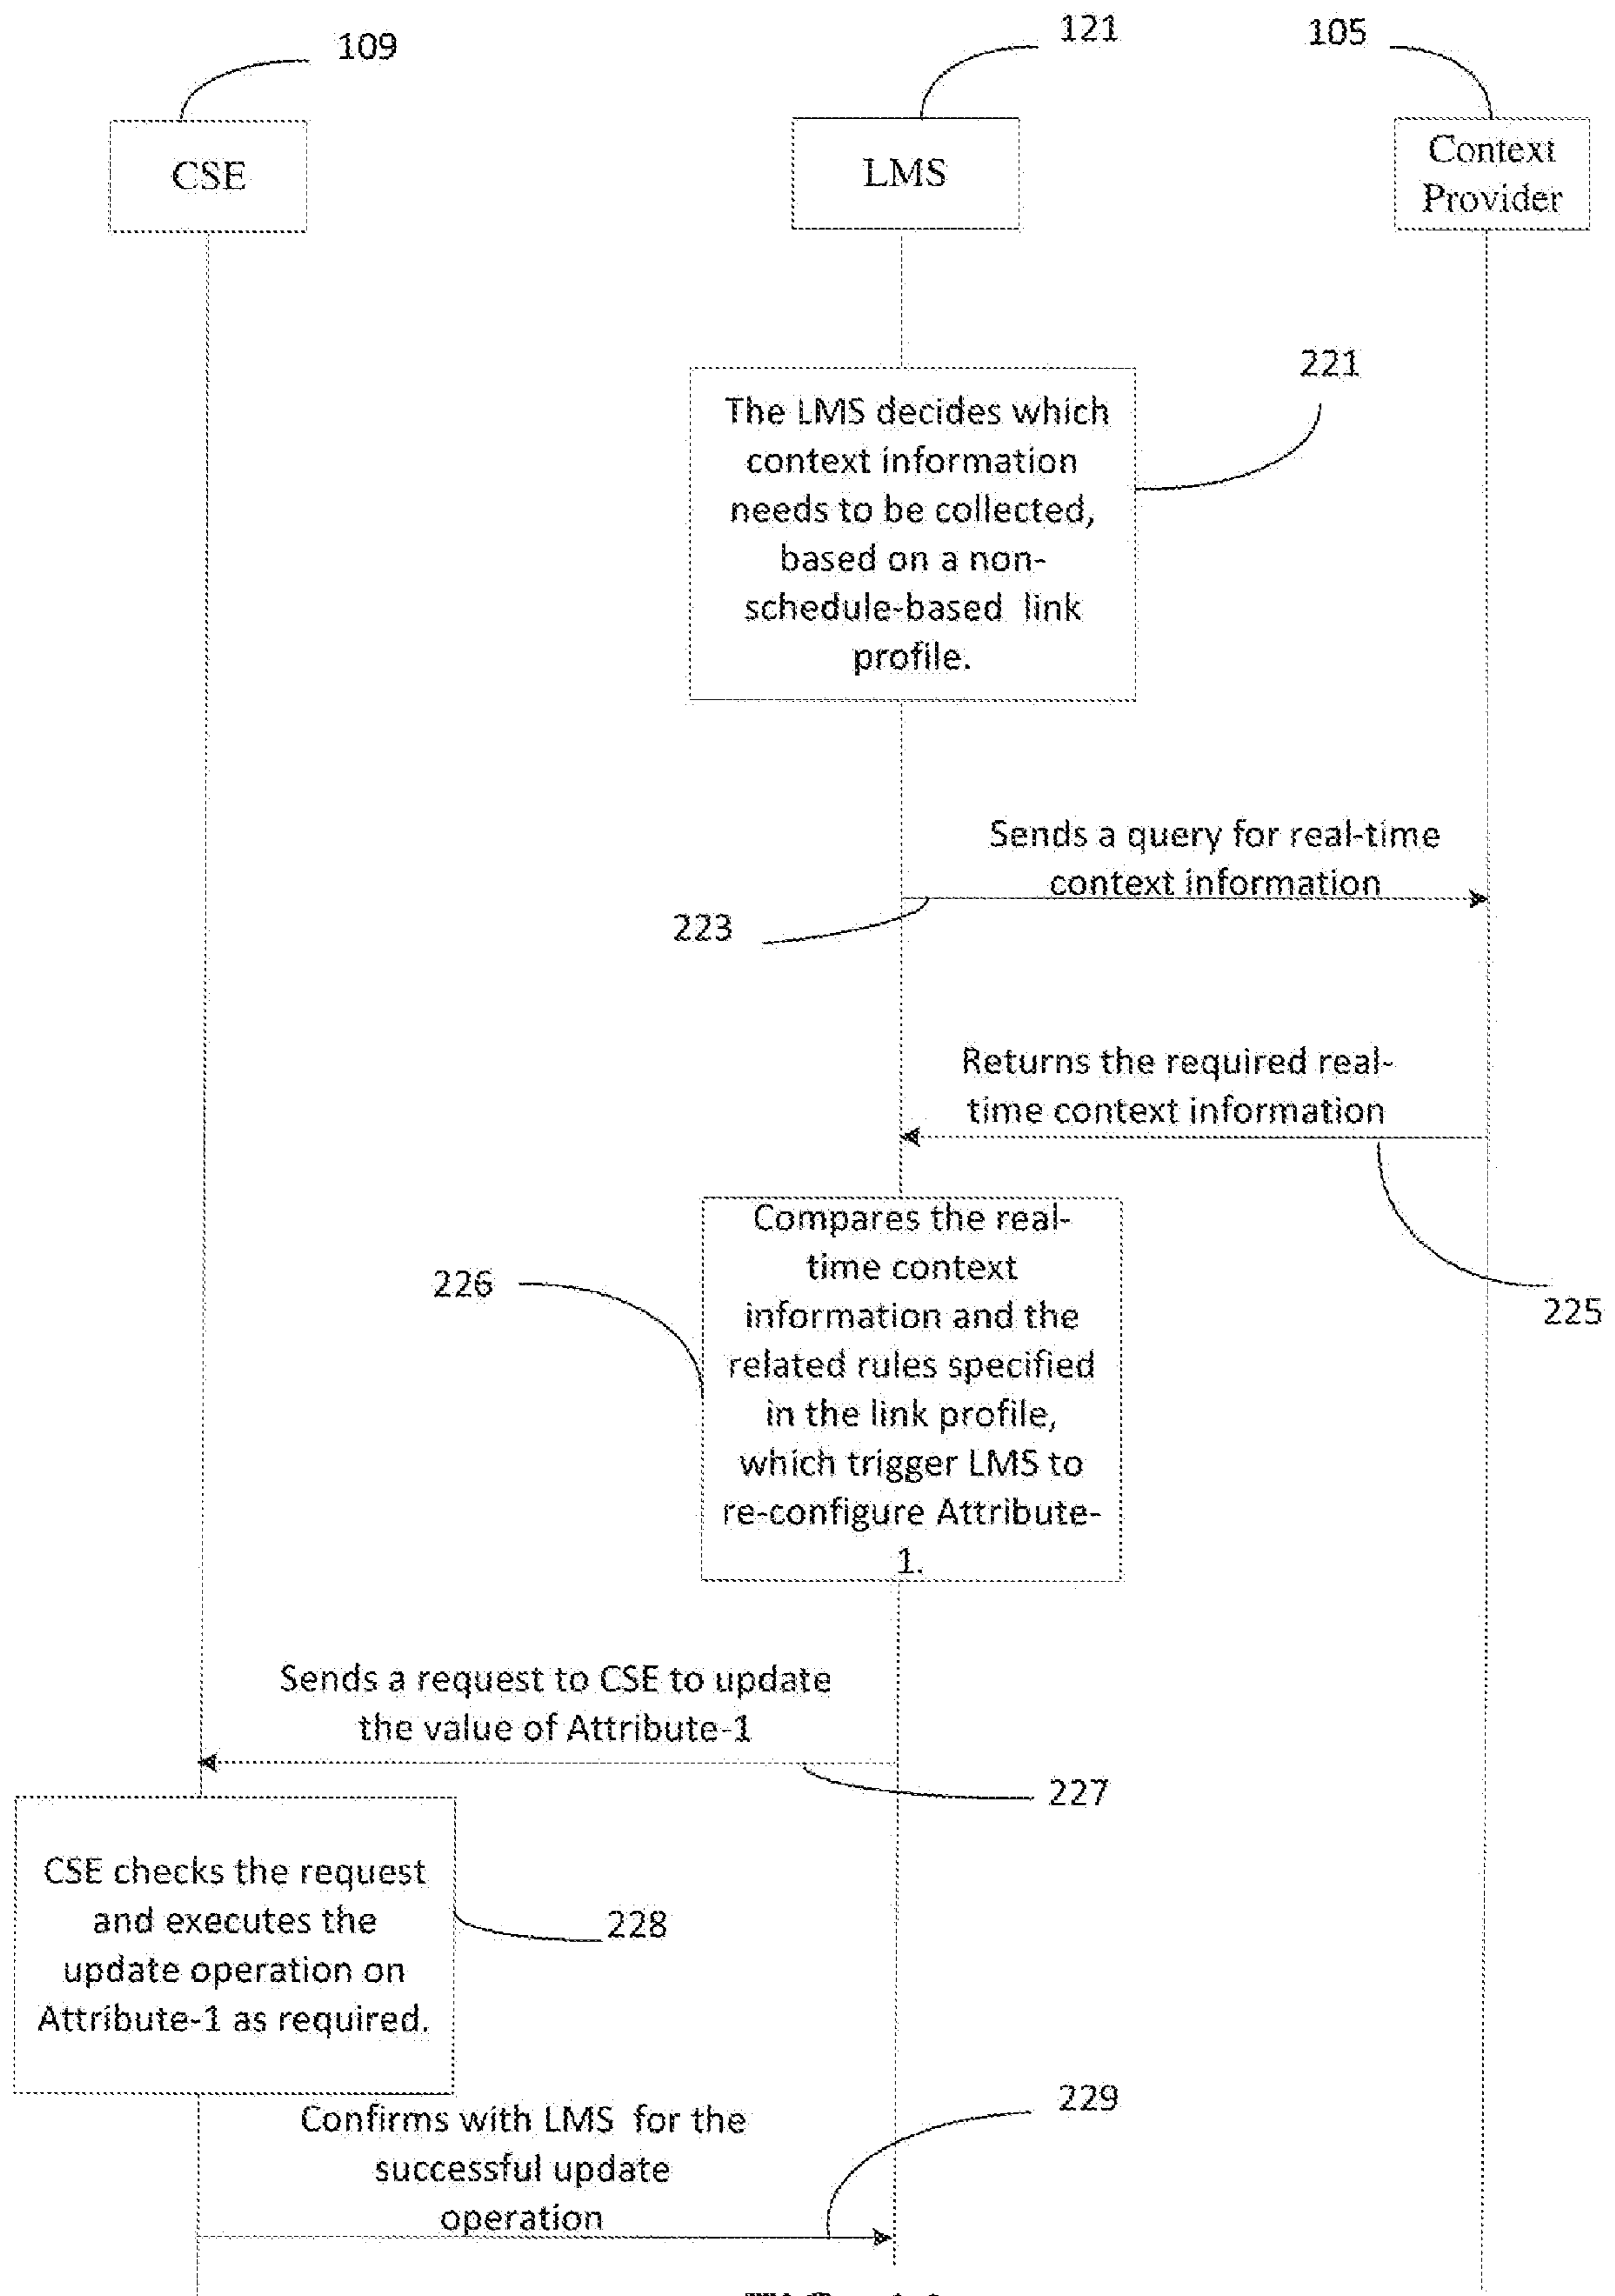 109
121
105
CSE
LMS
Context
Provider
221
The LMS decides which
context information
needs to be collected,
based on a non-
schedule-based link
profile.
Sends a query for real-time
context information
223
Returns the required real-
time context information
225
226
Compares the real-
time context
information and the
related rules specified
in the link profile,
which trigger LMS to
re-configure Attribute-
1.
Sends a request to CSE to update
the value of Attribute-1
227
CSE checks the request
and executes the
update operation on
Attribute-1 as required.
228
229
Confirms with LMS for the
successful update
operation